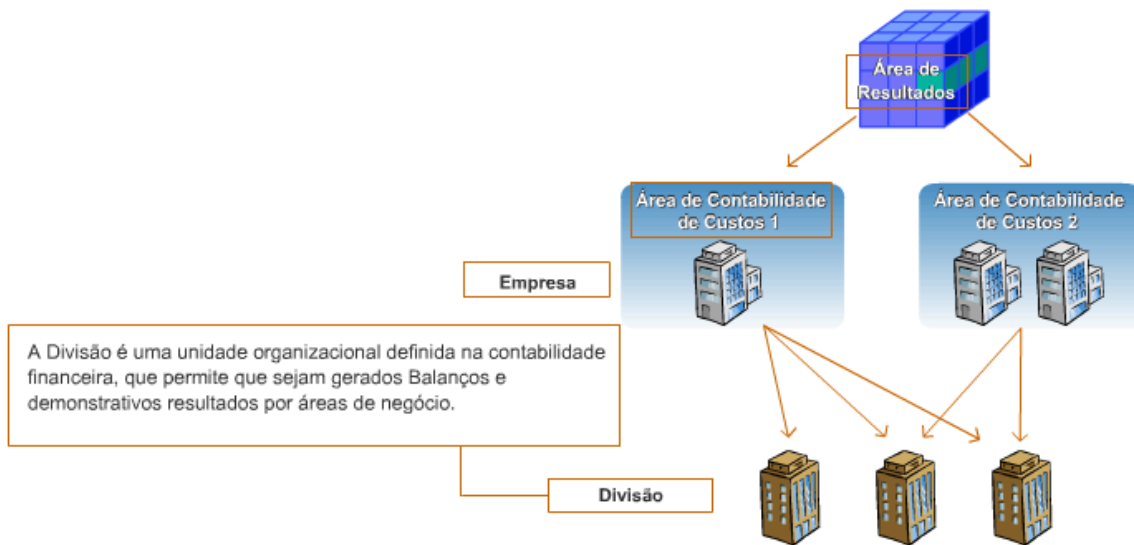 Área de
Resultados
Área de Contabilidade
de Custos 1
Área de Contabilidade
de Custos 2
Empresa
A Divisão é uma unidade organizacional definida na contabilidade
financeira, que permite que sejam gerados Balanços e
demonstrativos resultados por áreas de negócio.
Divisão